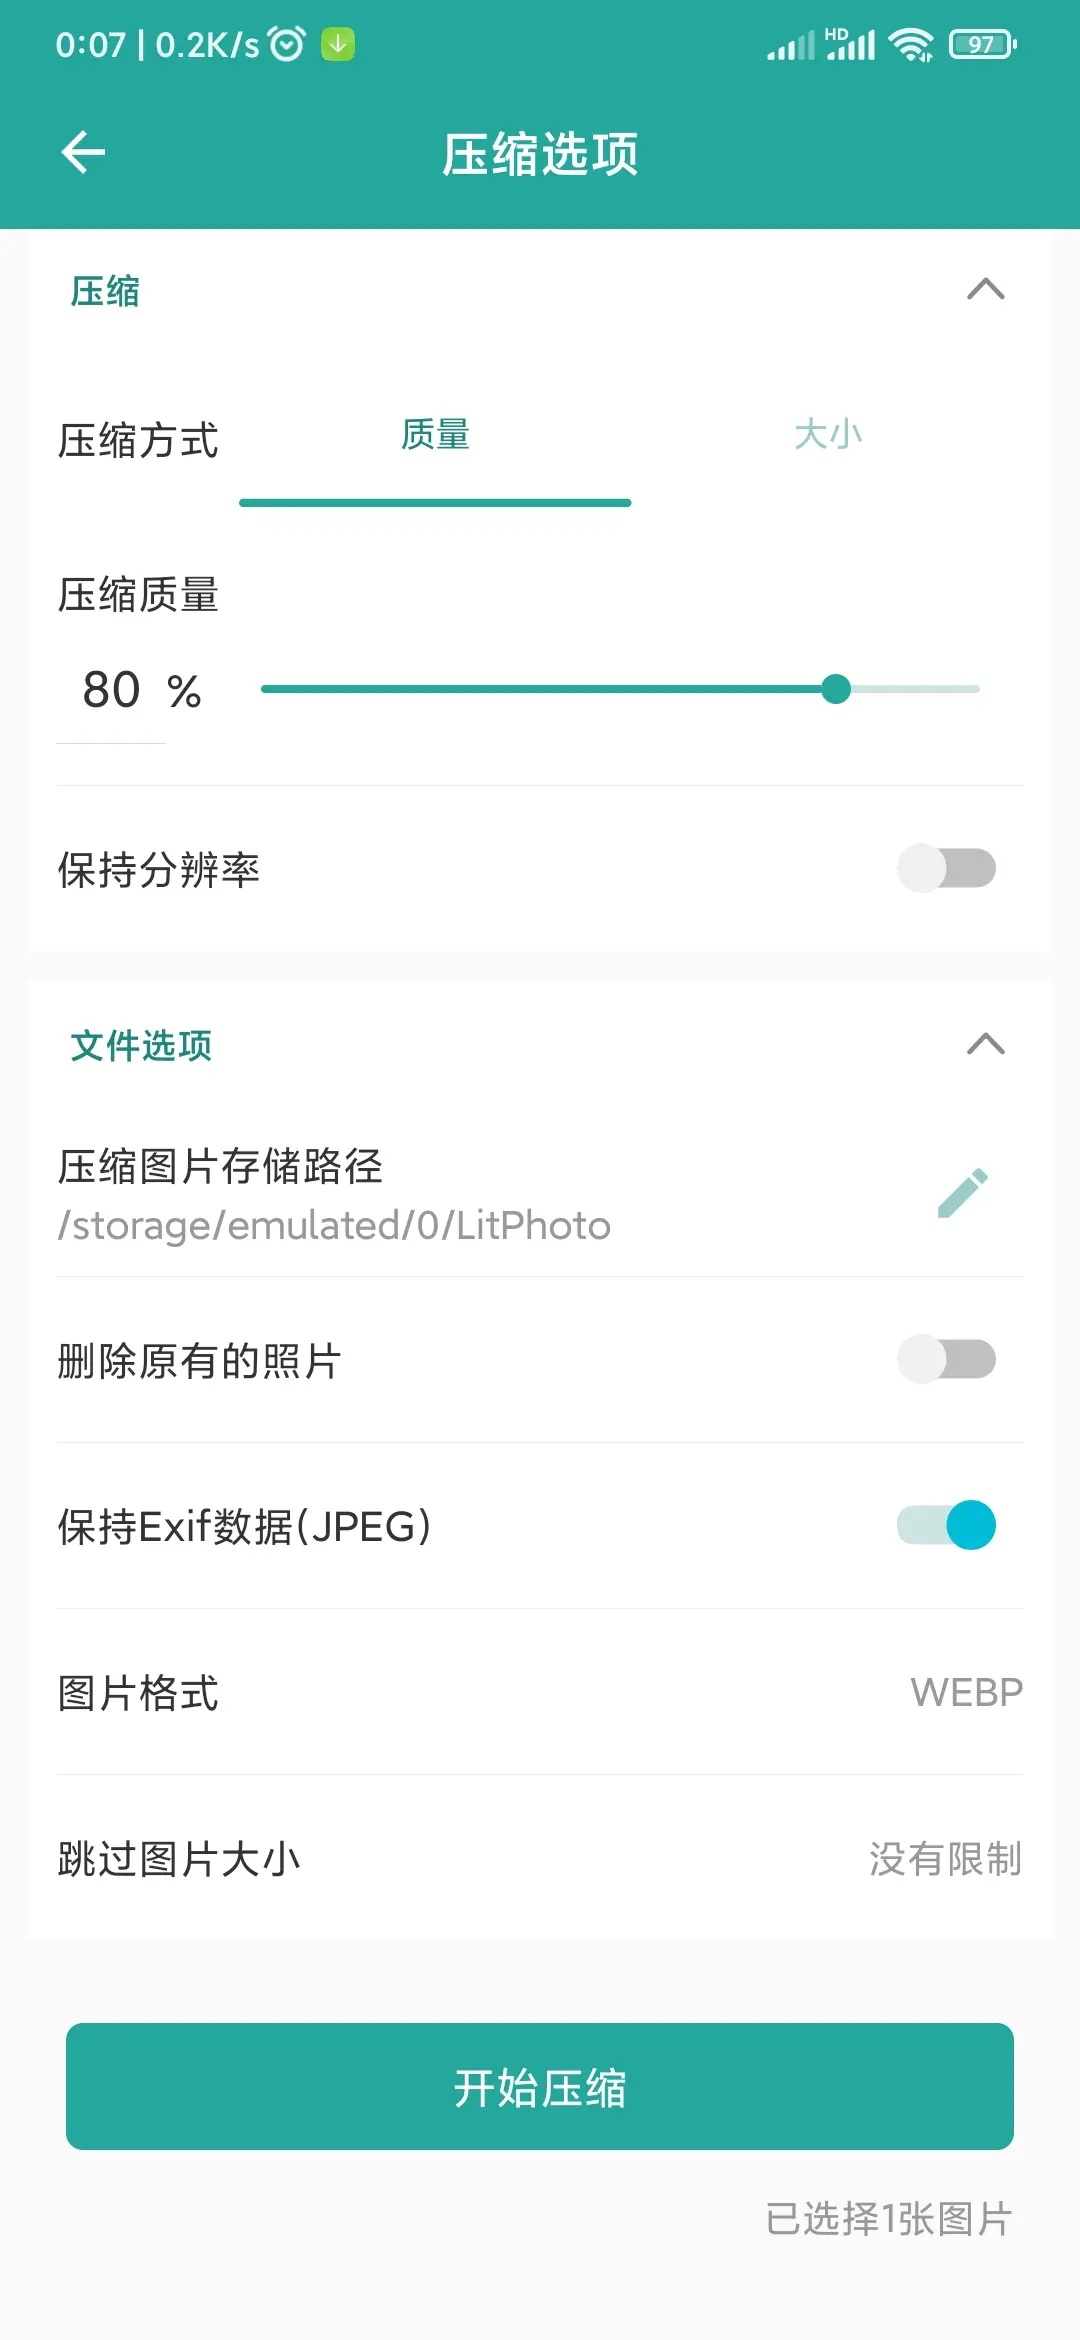 0:07 | 0.2K/s HD 97
压缩选项
压缩
压缩方式 质量 大小
压缩质量
80 %
保持分辨率
文件选项
压缩图片存储路径
/storage/emulated/0/LitPhoto
删除原有的照片
保持Exif数据(JPEG)
图片格式 WEBP
跳过图片大小 没有限制
开始压缩
已选择1张图片